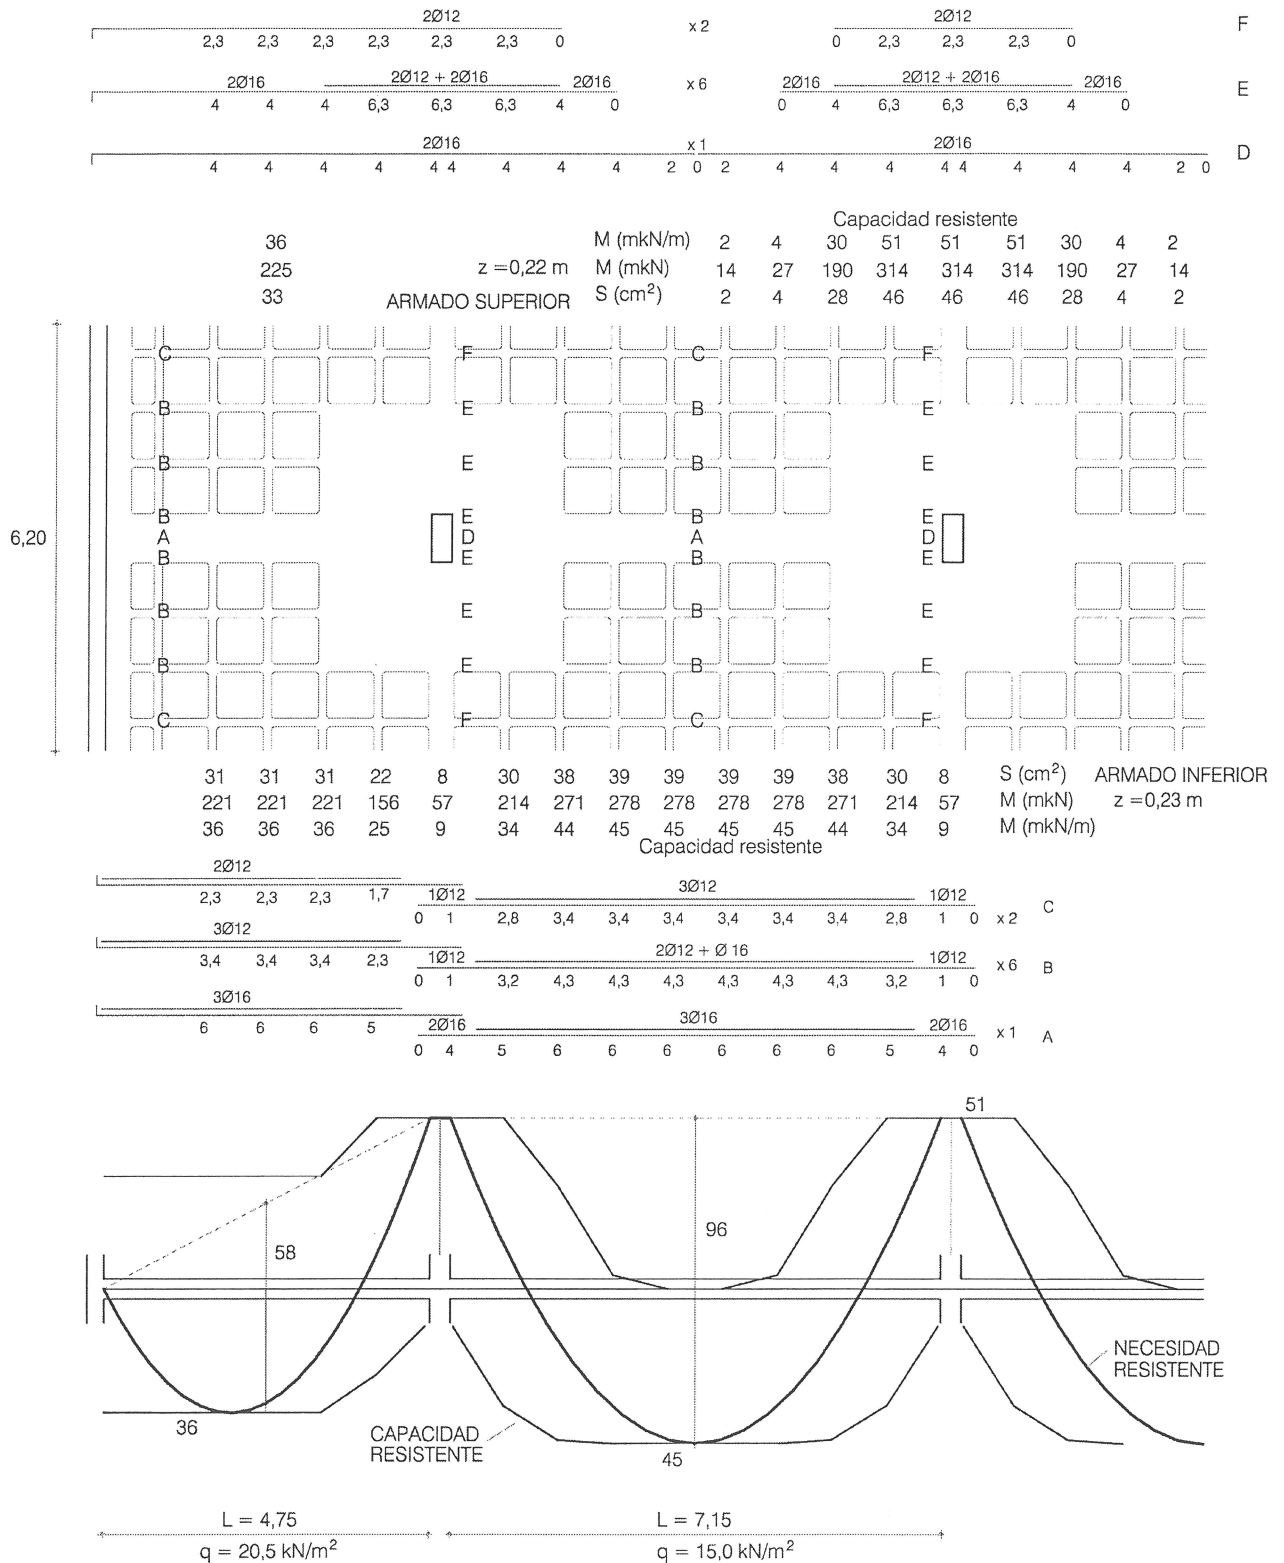 2Ø12 x 2 2Ø12 F
2,3 2,3 2,3 2,3 2,3 2,3 0 0 2,3 2,3 2,3 0
2Ø16 2Ø12 + 2Ø16 2Ø16 x 6 2Ø16 2Ø12 + 2Ø16 2Ø16 E
4 4 4 6,3 6,3 6,3 4 0 0 4 6,3 6,3 6,3 4 0
2Ø16 x 1 2Ø16 D
4 4 4 4 4 4 4 4 4 2 0 2 4 4 4 4 4 4 4 4 2 0
Capacidad resistente
36 M (mkN/m) 2 4 30 51 51 51 30 4 2
225 z =0,22 m M (mkN) 14 27 190 314 314 314 190 27 14
33 ARMADO SUPERIOR S (cm²) 2 4 28 46 46 46 28 4 2
C F C F
B E B E
B E B E
B E B E
6,20 A D A D
B E B E
B E B E
B E B E
C F C F
31 31 31 22 8 30 38 39 39 39 39 38 30 8 S (cm²) ARMADO INFERIOR
221 221 221 156 57 214 271 278 278 278 278 271 214 57 M (mkN) z =0,23 m
36 36 36 25 9 34 44 45 45 45 45 44 34 9 M (mkN/m)
Capacidad resistente
2Ø12
2,3 2,3 2,3 1,7 1Ø12 3Ø12 1Ø12 C
0 1 2,8 3,4 3,4 3,4 3,4 3,4 3,4 2,8 1 0 x 2
3Ø12
3,4 3,4 3,4 2,3 1Ø12 2Ø12 + Ø 16 1Ø12 x 6 B
0 1 3,2 4,3 4,3 4,3 4,3 4,3 4,3 3,2 1 0
3Ø16
6 6 6 5 2Ø16 3Ø16 2Ø16 x 1 A
0 4 5 6 6 6 6 6 6 5 4 0
51
96
58
NECESIDAD
RESISTENTE
36
CAPACIDAD
RESISTENTE
45
L = 4,75 L = 7,15
q = 20,5 kN/m² q = 15,0 kN/m²